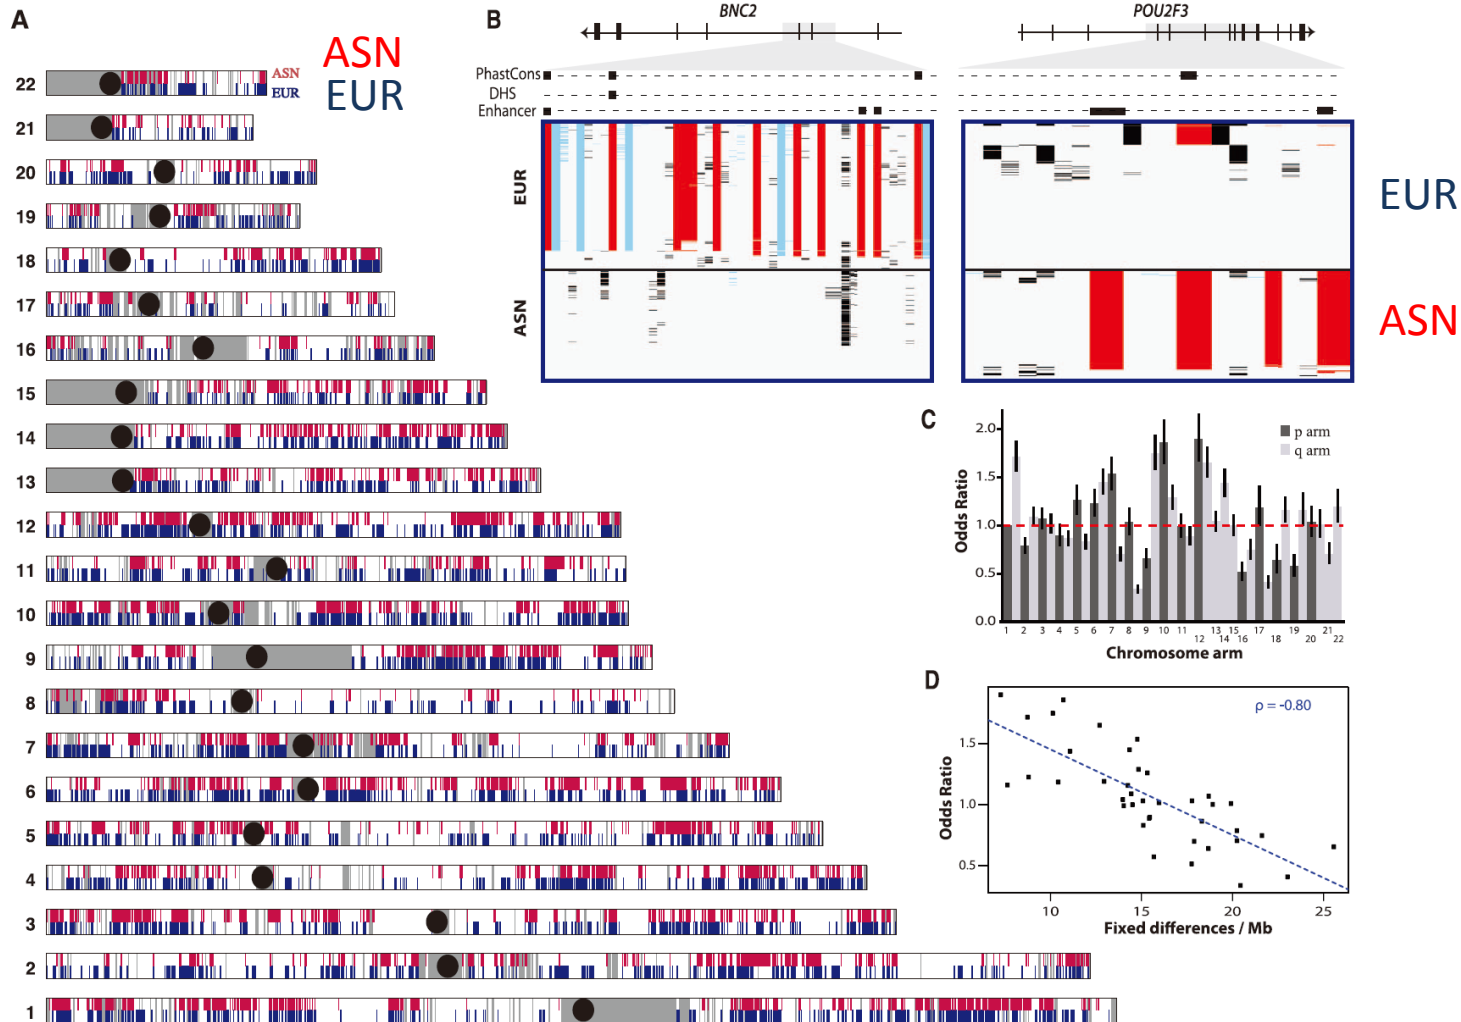 A
ASN
EUR
ASN
EUR
22
21
20
19
18
17
16
15
14
13
12
11
10
9
8
7
6
5
4
3
2
1
B
BNC2
POU2F3
PhastCons
DHS
Enhancer
EUR
ASN
EUR
ASN
C
Odds Ratio
2.0
1.5
1.0
0.5
0.0
p arm
q arm
1 2 3 4 5 6 7 8 9 10 11 12 13 14 15 16 17 18 19 20 21 22
Chromosome arm
D
Odds Ratio
1.5
1.0
0.5
ρ = -0.80
10 15 20 25
Fixed differences / Mb